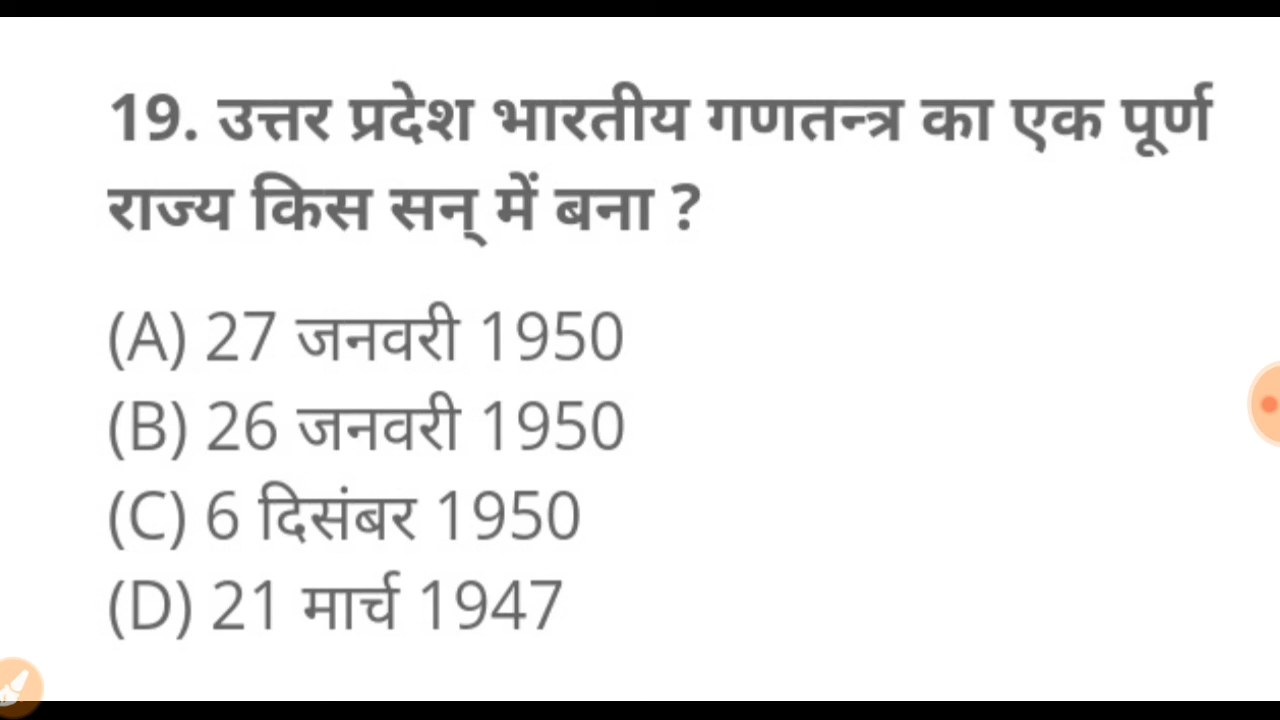 19. उत्तर प्रदेश भारतीय गणतन्त्र का एक पूर्ण
राज्य किस सन् में बना ?
(A) 27 जनवरी 1950
(B) 26 जनवरी 1950
(C) 6 दिसंबर 1950
(D) 21 मार्च 1947